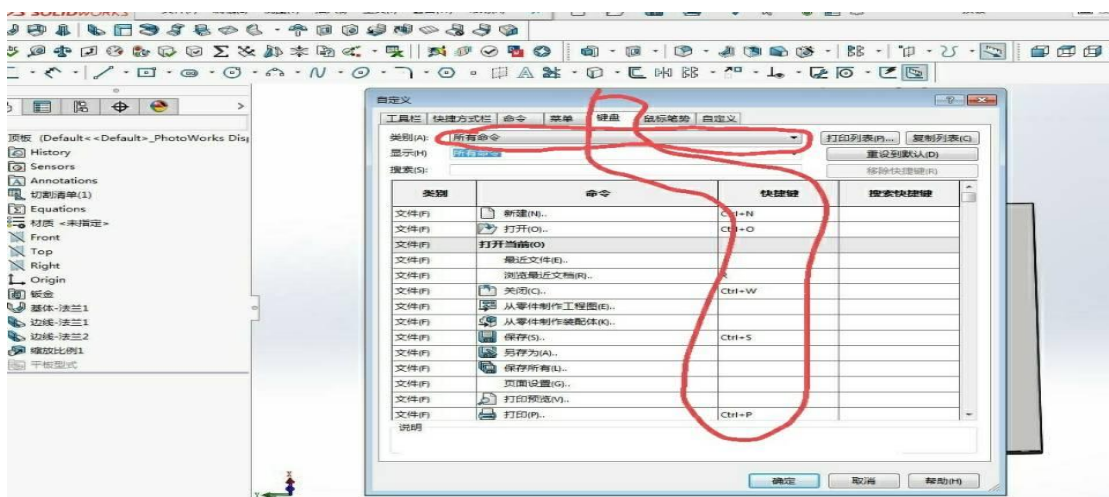 SOLIDWORKS
自定义
工具栏 快捷方式栏 命令 菜单 键盘 鼠标笔势 自定义
类别(A): 所有命令 打印列表(P)... 复制列表(C)
显示(H) 所有命令 重设到默认(D)
搜索(S): 移除快捷键(R)
类别 命令 快捷键 搜索快捷键
文件(F) 新建(N)... Ctrl+N
文件(F) 打开(O)... Ctrl+O
文件(F) 打开当前(O)
文件(F) 最近文件(E)...
文件(F) 浏览最近文档(R)... R
文件(F) 关闭(C)... Ctrl+W
文件(F) 从零件制作工程图(E)...
文件(F) 从零件制作装配体(K)...
文件(F) 保存(S)... Ctrl+S
文件(F) 另存为(A)...
文件(F) 保存所有(L)...
文件(F) 页面设置(G)...
文件(F) 打印预览(V)...
文件(F) 打印(P)... Ctrl+P
说明
确定 取消 帮助(H)
顶板 (Default<<Default>_PhotoWorks Disp
History
Sensors
Annotations
切割清单(1)
Equations
材质 <未指定>
Front
Top
Right
Origin
钣金
基体-法兰1
边线-法兰1
边线-法兰2
缩放比例1
平板型式